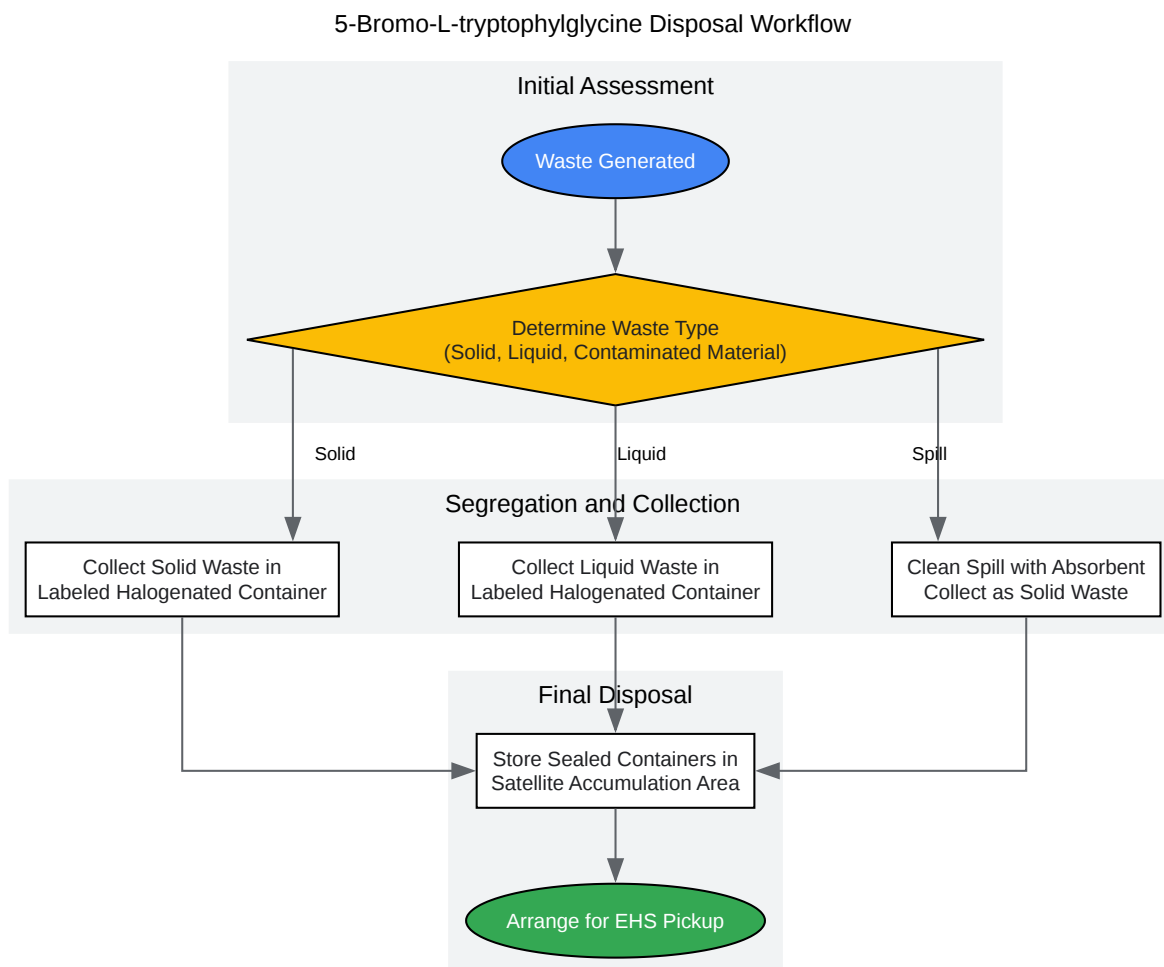 5-Bromo-L-tryptophylglycine Disposal Workflow
Initial Assessment
Waste Generated
Determine Waste Type
(Solid, Liquid, Contaminated Material)
Solid
Liquid
Spill
Segregation and Collection
Collect Solid Waste in
Labeled Halogenated Container
Collect Liquid Waste in
Labeled Halogenated Container
Clean Spill with Absorbent
Collect as Solid Waste
Final Disposal
Store Sealed Containers in
Satellite Accumulation Area
Arrange for EHS Pickup